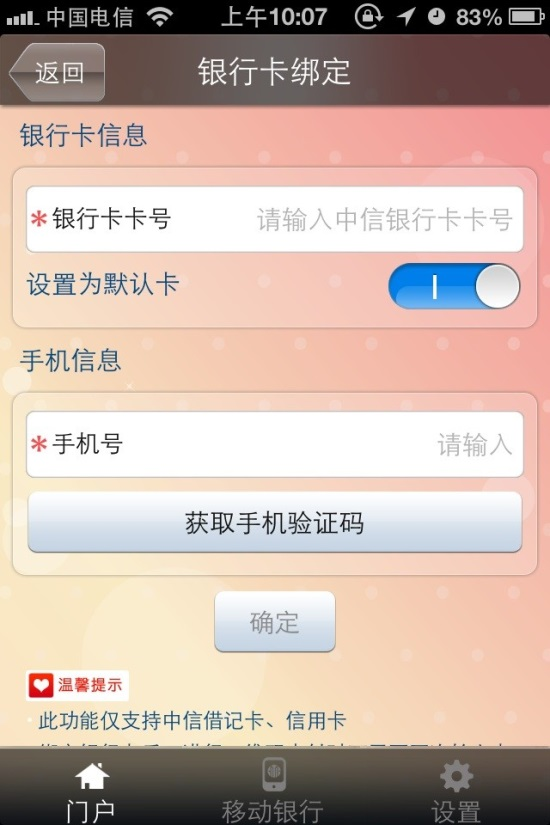 中国电信 上午10:07 83%
返回 银行卡绑定
银行卡信息
*银行卡卡号 请输入中信银行卡卡号
设置为默认卡
手机信息
*手机号 请输入
获取手机验证码
确定
温馨提示
· 此功能仅支持中信借记卡、信用卡
门户 移动银行 设置